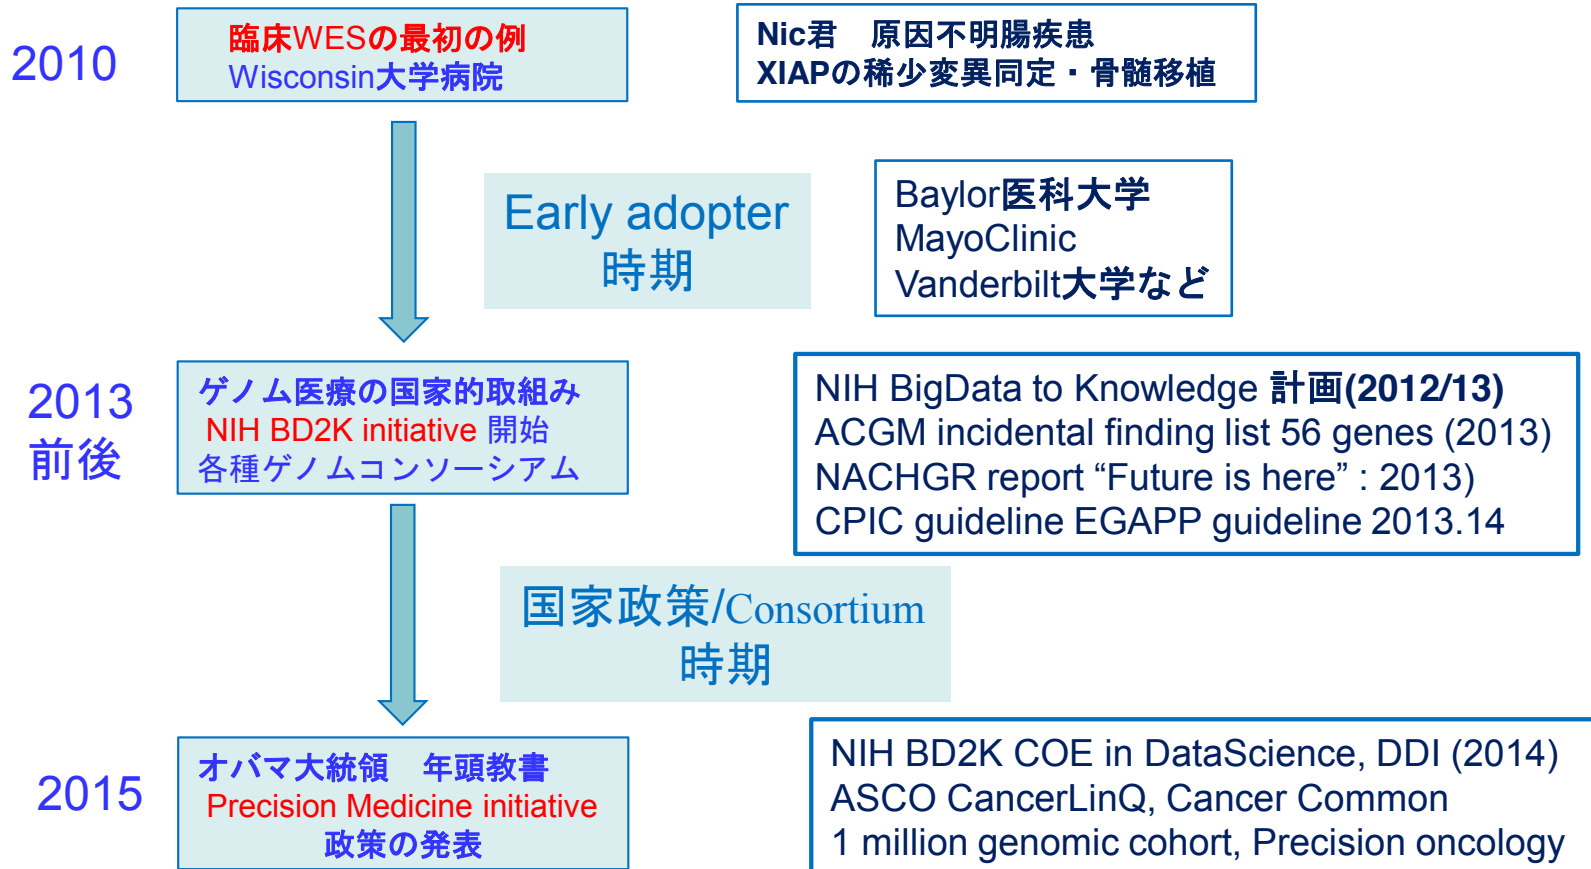 2010
臨床WESの最初の例
Wisconsin大学病院
Nic君　原因不明腸疾患
XIAPの稀少変異同定・骨髄移植
Early adopter
時期
Baylor医科大学
MayoClinic
Vanderbilt大学など
2013
前後
ゲノム医療の国家的取組み
NIH BD2K initiative 開始
各種ゲノムコンソーシアム
NIH BigData to Knowledge 計画(2012/13)
ACGM incidental finding list 56 genes (2013)
NACHGR report “Future is here” : 2013)
CPIC guideline EGAPP guideline 2013.14
国家政策/Consortium
時期
2015
オバマ大統領　年頭教書
Precision Medicine initiative
政策の発表
NIH BD2K COE in DataScience, DDI (2014)
ASCO CancerLinQ, Cancer Common
1 million genomic cohort, Precision oncology